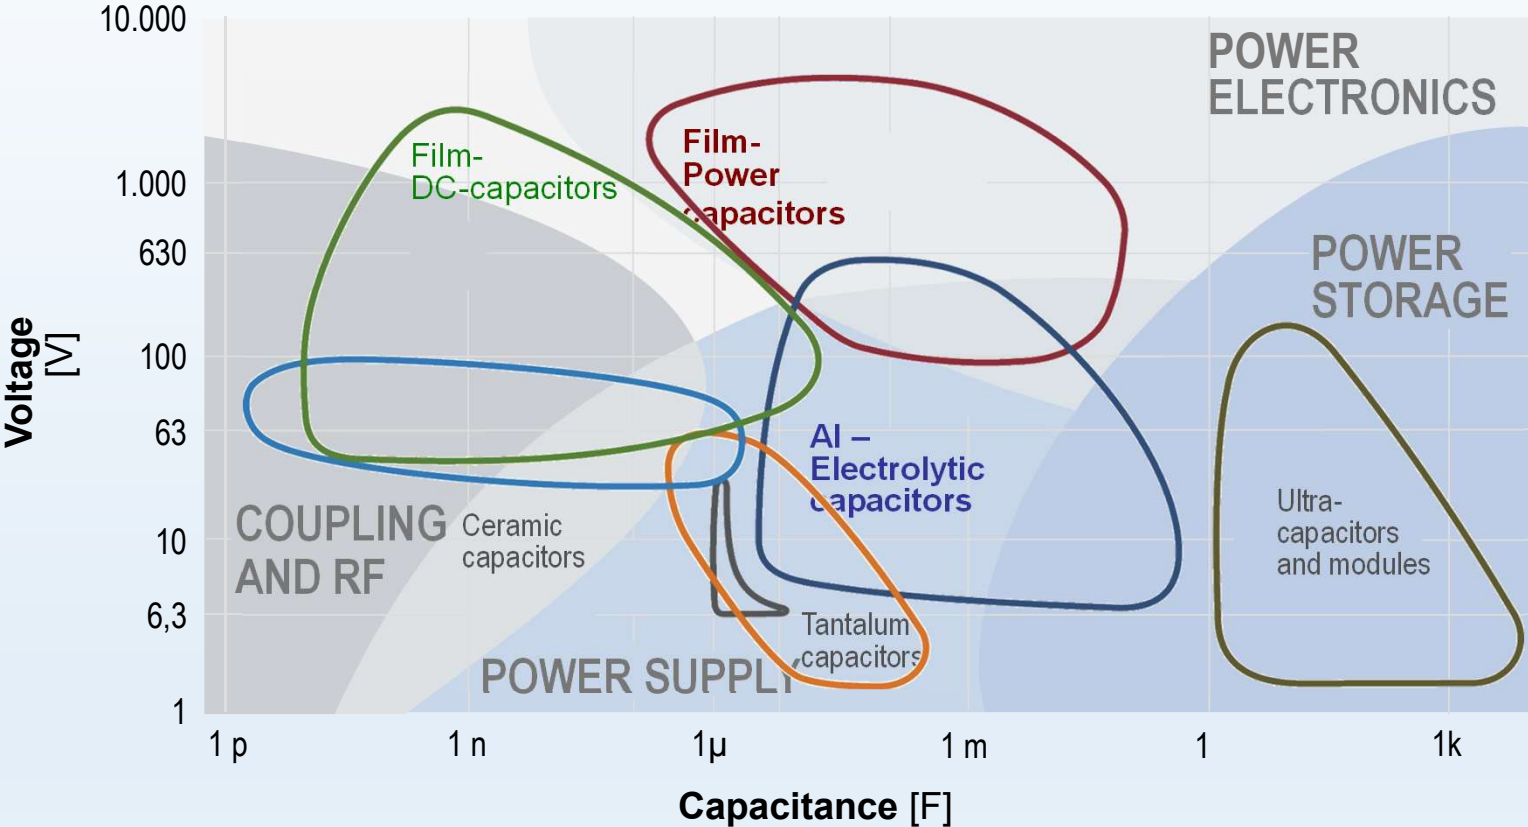 10.000
1.000
630
100
63
10
6,3
1
Voltage
[V]
POWER
ELECTRONICS
Film-
DC-capacitors
Film-
Power
capacitors
POWER
STORAGE
Al –
Electrolytic
capacitors
COUPLING
AND RF
Ceramic
capacitors
Ultra-
capacitors
and modules
Tantalum
capacitors
POWER SUPPLY
1 p
1 n
1µ
1 m
1
1k
Capacitance [F]